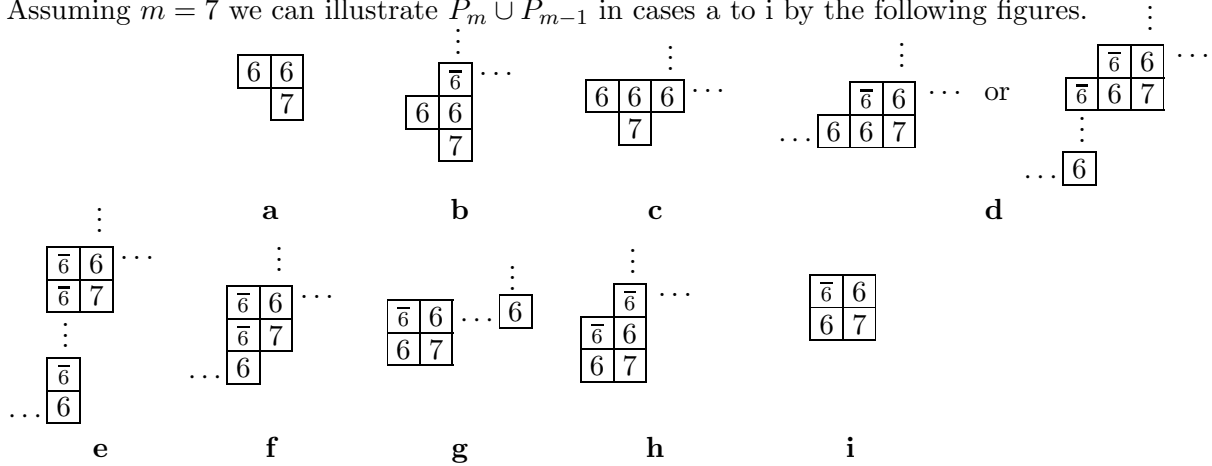 Assuming m = 7 we can illustrate P_m ∪ P_{m−1} in cases a to i by the following figures.
6 6
7
⋮
6̅ ⋯
6 6
7
⋮
6 6 6 ⋯
7
⋮
6̅ 6 ⋯
⋯ 6 6 7
or
⋮
6̅ 6 ⋯
6̅ 6 7
⋮
⋯ 6
a b c d
⋮
6̅ 6 ⋯
6̅ 7
⋮
6̅
⋯ 6
⋮
6̅ 6 ⋯
6̅ 7
⋯ 6
⋮
6̅ 6 ⋯ 6
6 7
⋮
6̅ ⋯
6̅ 6
6 7
6̅ 6
6 7
e f g h i